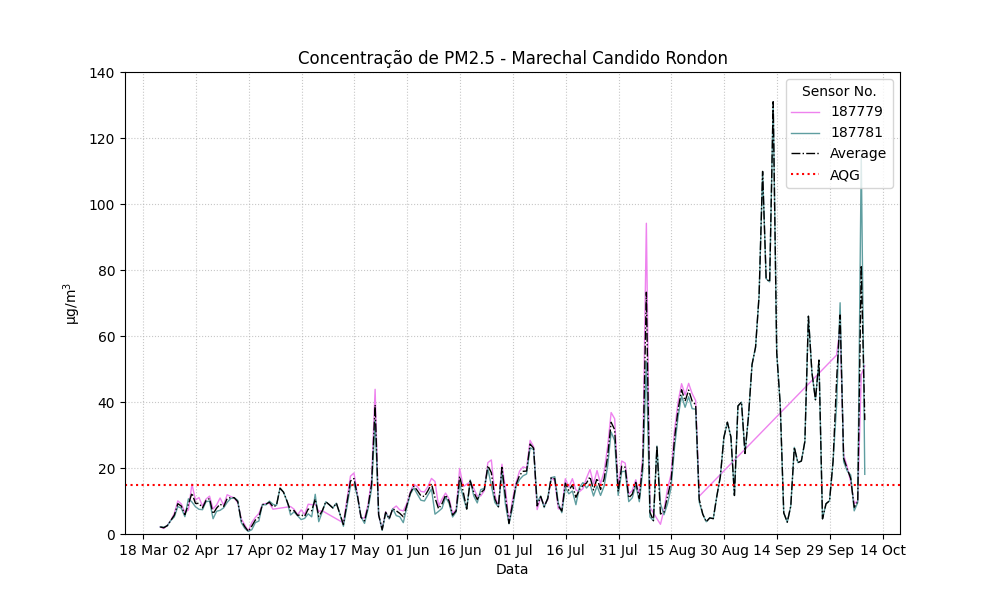 Concentração de PM2.5 - Marechal Candido Rondon
140
120
100
80
60
40
20
0
µg/m³
Sensor No.
187779
187781
Average
AQG
18 Mar 02 Apr 17 Apr 02 May 17 May 01 Jun 16 Jun 01 Jul 16 Jul 31 Jul 15 Aug 30 Aug 14 Sep 29 Sep 14 Oct
Data